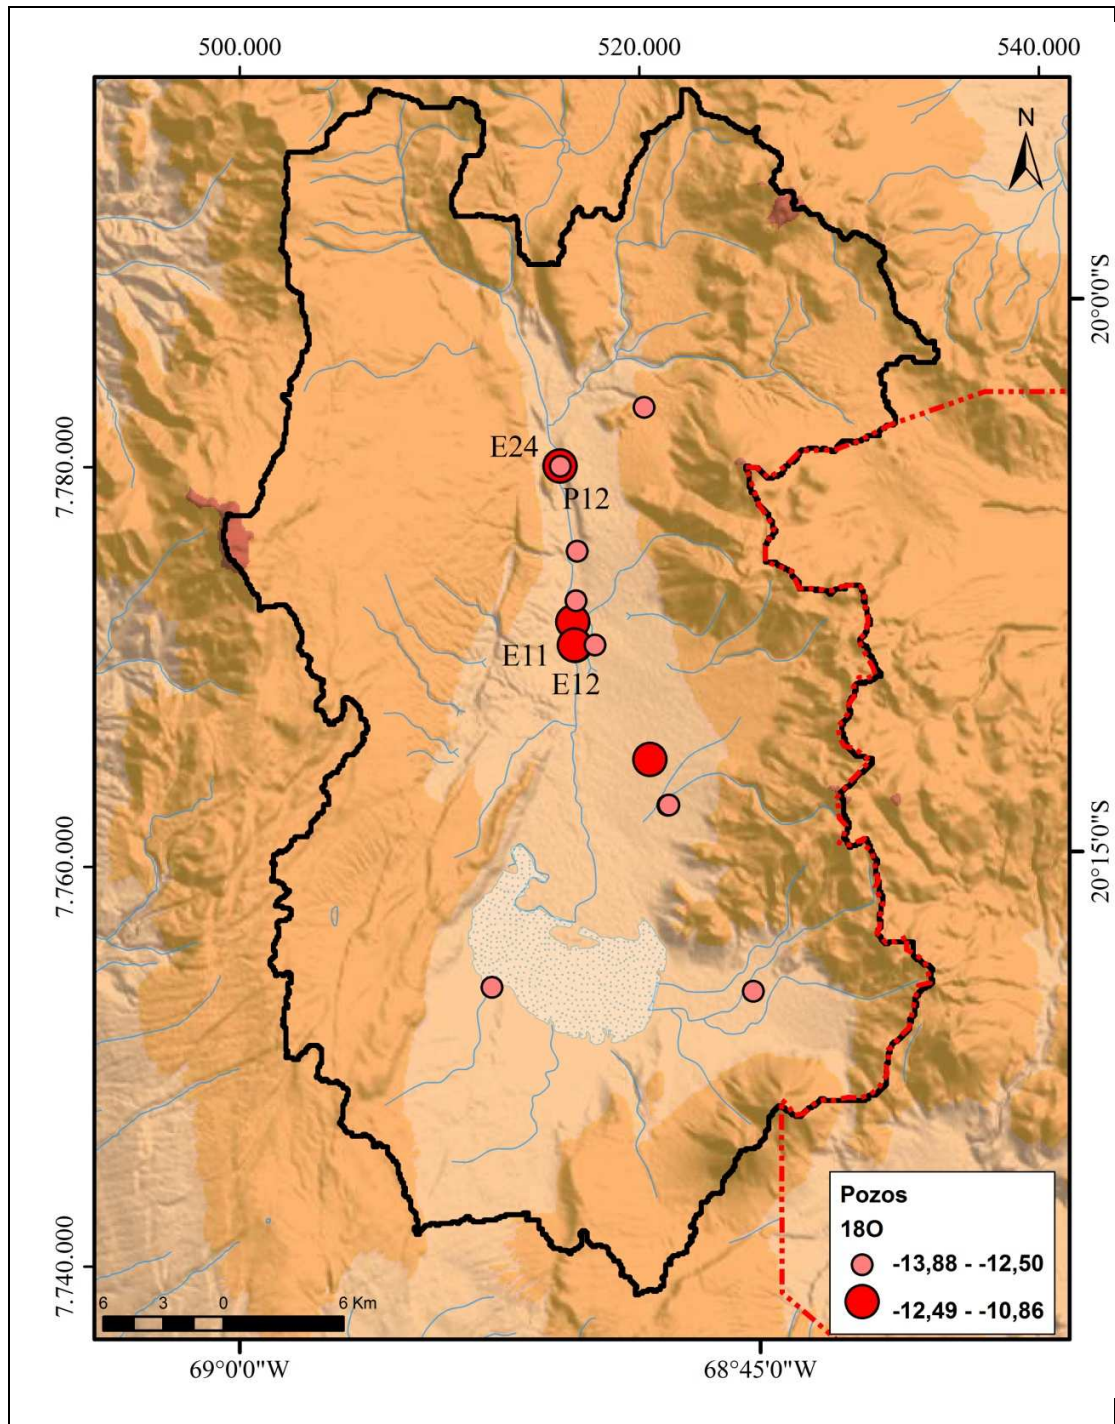 500.000 520.000 540.000
N
20°0'0"S
7.780.000
E24
P12
E11
E12
20°15'0"S
7.760.000
7.740.000
Pozos
18O
-13,88 - -12,50
-12,49 - -10,86
6 3 0 6 Km
69°0'0"W 68°45'0"W